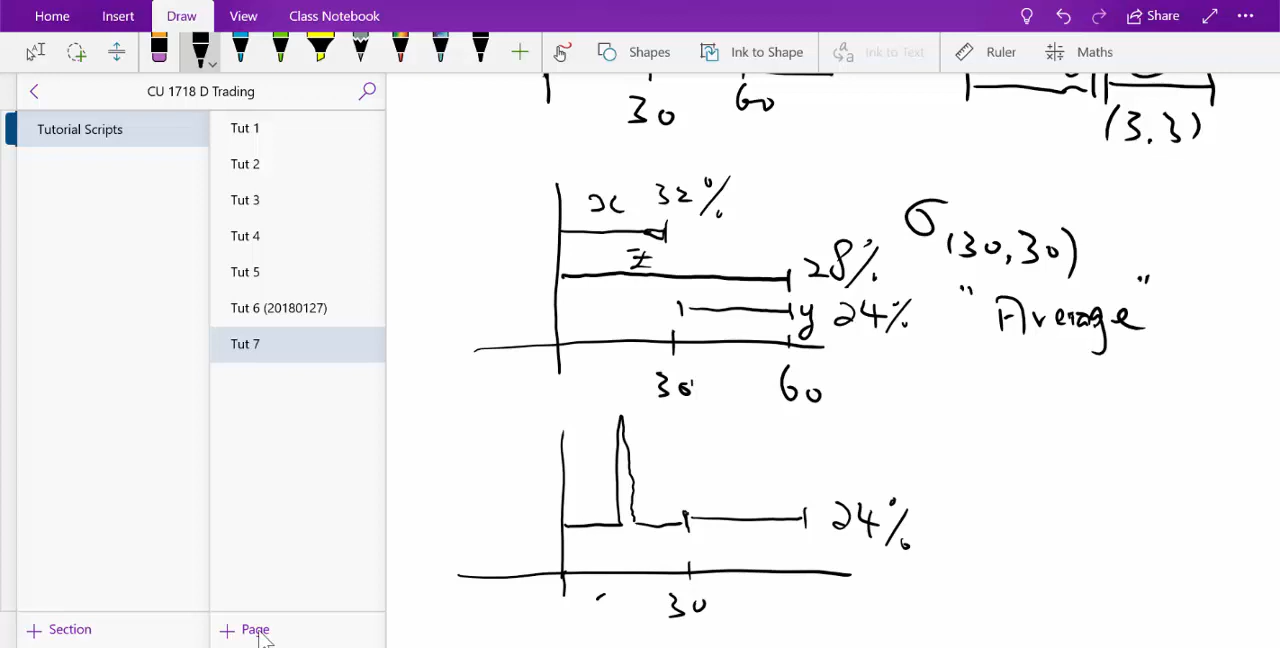 Home Insert Draw View Class Notebook Share
Shapes Ink to Shape Ink to Text Ruler Maths
CU 1718 D Trading
Tutorial Scripts
Tut 1
Tut 2
Tut 3
Tut 4
Tut 5
Tut 6 (20180127)
Tut 7
Section
Page
30 60
(3.3)
x 32%
z 28%
y 24%
30 60
σ(30,30)
"Average"
24%
30